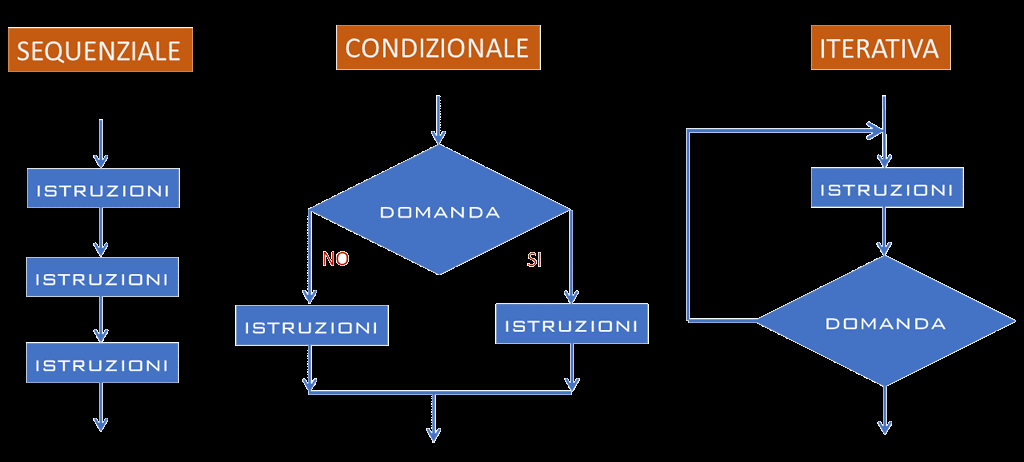 SEQUENZIALE
ISTRUZIONI
ISTRUZIONI
ISTRUZIONI
CONDIZIONALE
DOMANDA
NO
SI
ISTRUZIONI
ISTRUZIONI
ITERATIVA
ISTRUZIONI
DOMANDA